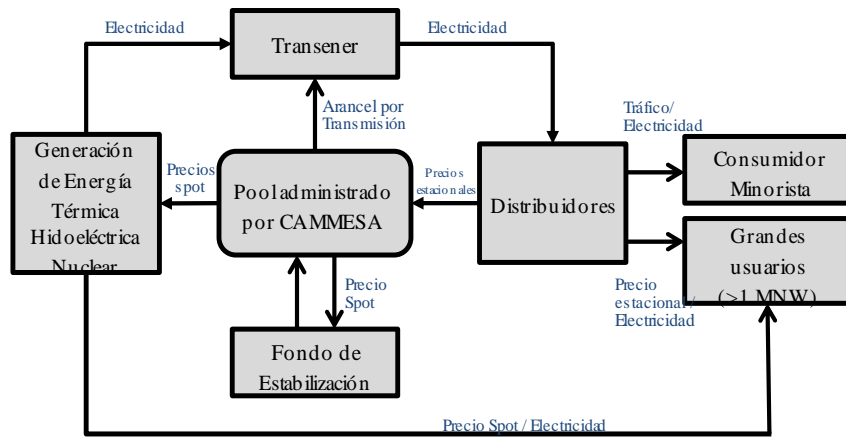 Electricidad
Transener
Electricidad
Arancel por
Transmisión
Tráfico/
Electricidad
Generación
de Energía
Térmica
Hidoeléctrica
Nuclear
Precios
spot
Pool administrado
por CAMMESA
Precios
estacionales
Distribuidores
Consumidor
Minorista
Grandes
usuarios
(>1 MNW)
Precio
Spot
Precio
estacional /
Electricidad
Fondo de
Estabilización
Precio Spot / Electricidad